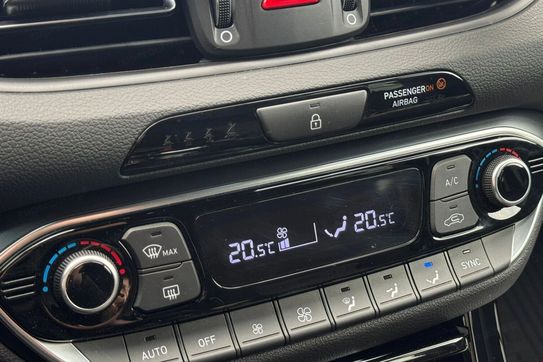 PASSENGER ON
AIRBAG
A/C
MAX
20.5°C 20.5°C
AUTO OFF SYNC